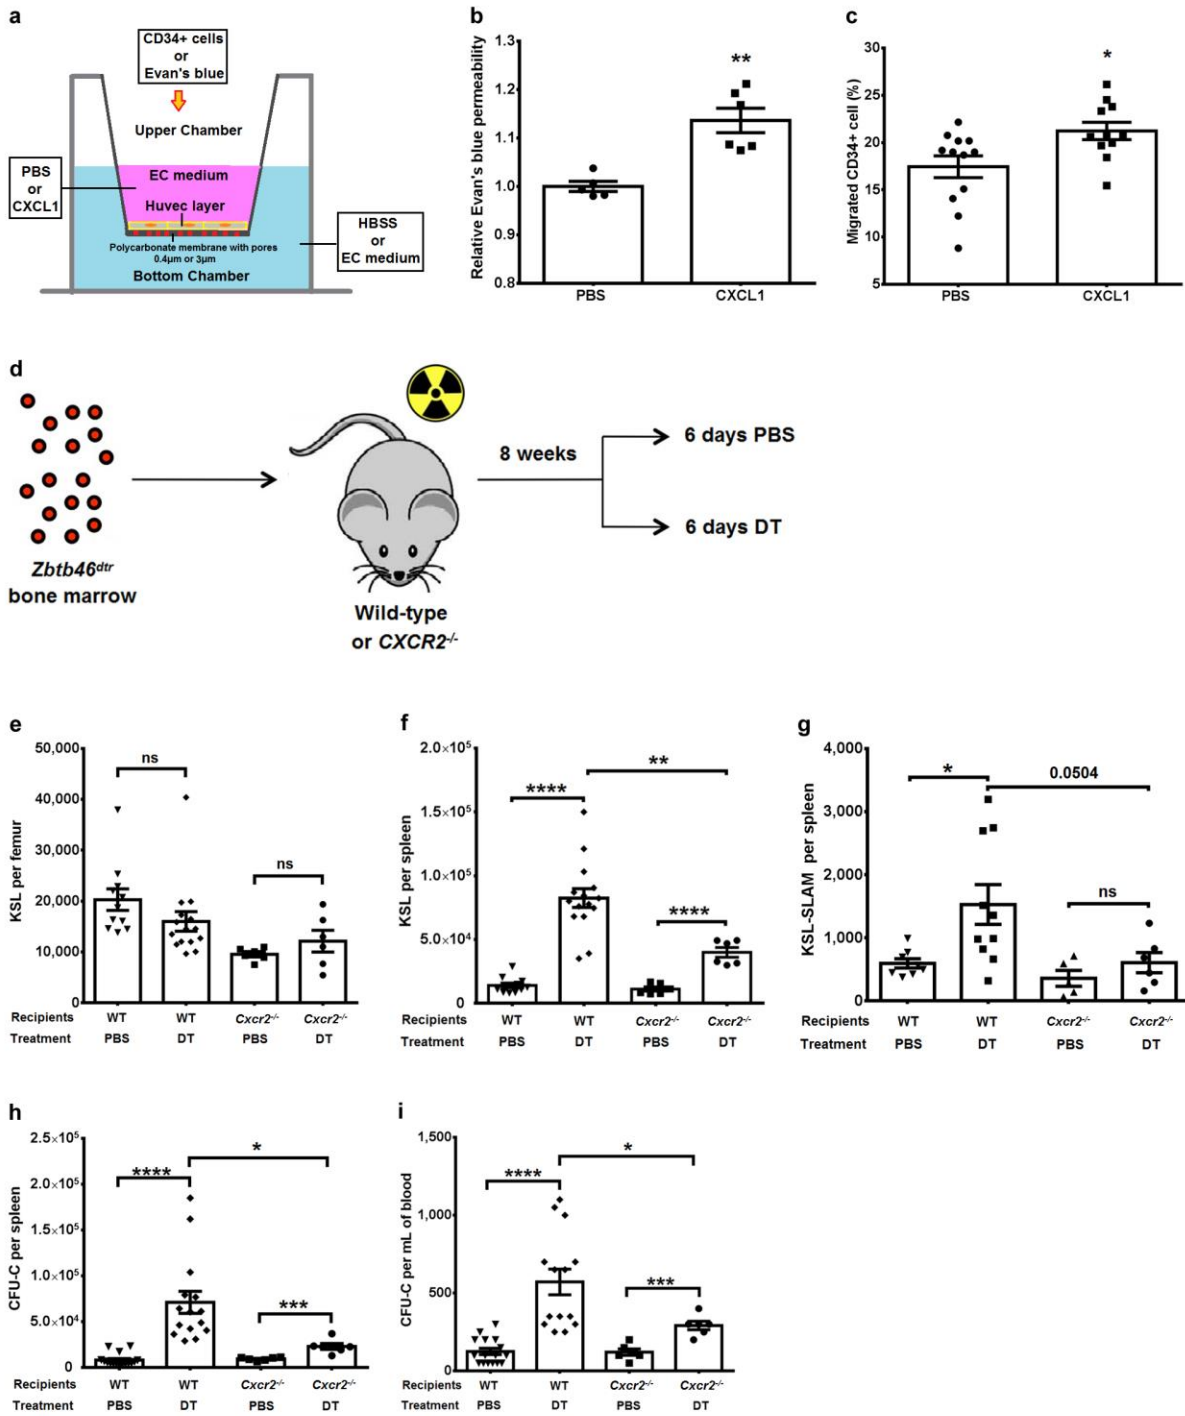 a
CD34+ cells
or
Evan's blue
Upper Chamber
PBS
or
CXCL1
EC medium
Huvec layer
HBSS
or
EC medium
Polycarbonate membrane with pores
0.4µm or 3µm
Bottom Chamber
b
Relative Evan's blue permeability
1.3
1.2
1.1
1.0
0.9
0.8
**
PBS
CXCL1
c
Migrated CD34+ cell (%)
30
25
20
15
10
5
*
PBS
CXCL1
d
Zbtb46dtr
bone marrow
Wild-type
or CXCR2-/-
8 weeks
6 days PBS
6 days DT
e
KSL per femur
50,000
40,000
30,000
20,000
10,000
0
ns
ns
Recipients WT WT Cxcr2-/- Cxcr2-/-
Treatment PBS DT PBS DT
f
KSL per spleen
2.0×10⁵
1.5×10⁵
1.0×10⁵
5.0×10⁴
0
****
**
****
Recipients WT WT Cxcr2-/- Cxcr2-/-
Treatment PBS DT PBS DT
g
KSL-SLAM per spleen
4,000
3,000
2,000
1,000
0
*
0.0504
ns
Recipients WT WT Cxcr2-/- Cxcr2-/-
Treatment PBS DT PBS DT
h
CFU-C per spleen
2.5×10⁵
2.0×10⁵
1.5×10⁵
1.0×10⁵
5.0×10⁴
0
****
*
***
Recipients WT WT Cxcr2-/- Cxcr2-/-
Treatment PBS DT PBS DT
i
CFU-C per mL of blood
1,500
1,000
500
0
****
*
***
Recipients WT WT Cxcr2-/- Cxcr2-/-
Treatment PBS DT PBS DT